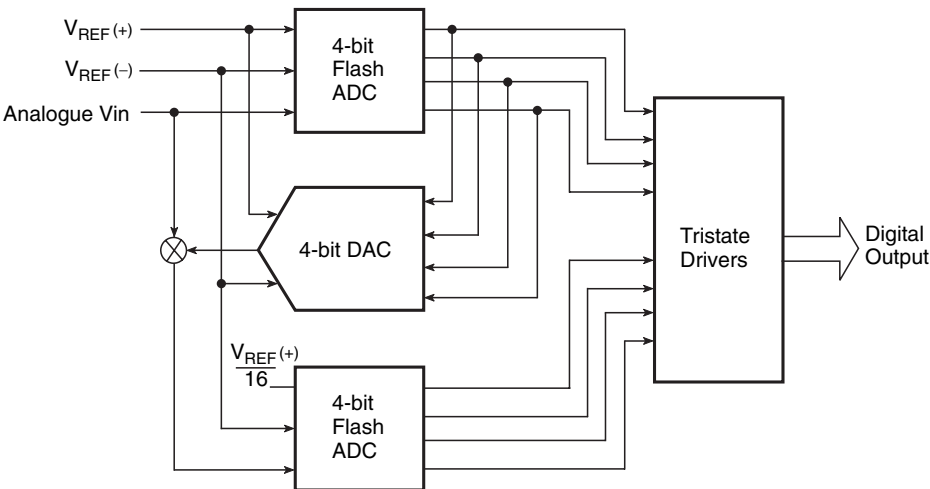 V_REF (+)
V_REF (–)
Analogue Vin
4-bit
Flash
ADC
4-bit DAC
Tristate
Drivers
Digital
Output
V_REF (+)
16
4-bit
Flash
ADC